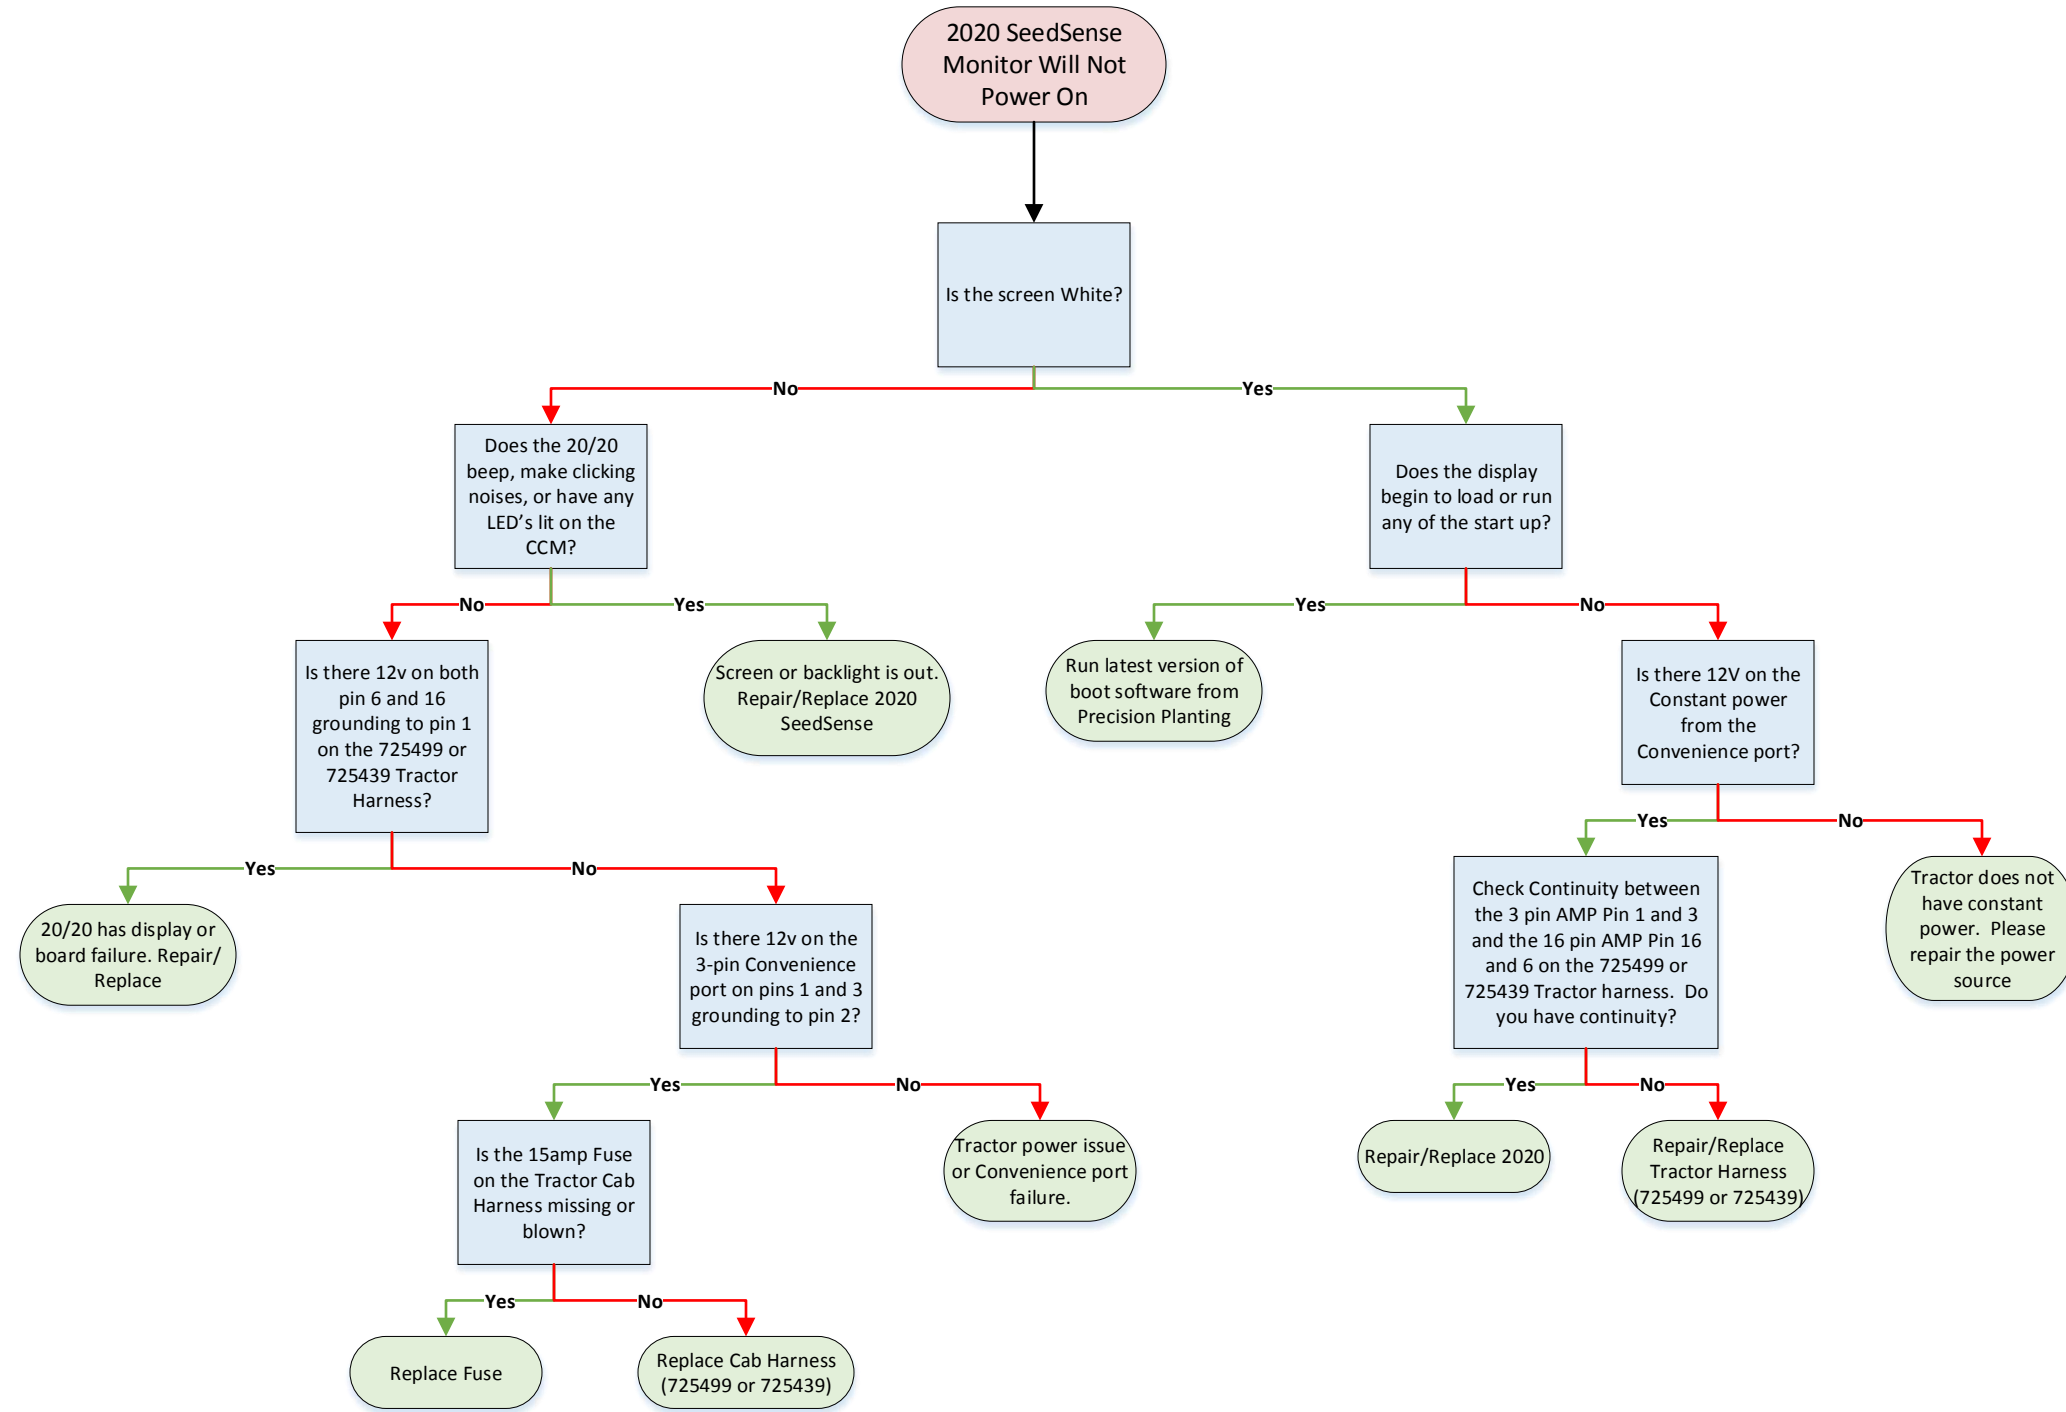 2020 SeedSense
Monitor Will Not
Power On
Is the screen White?
No
Yes
Does the 20/20
beep, make clicking
noises, or have any
LED’s lit on the
CCM?
Does the display
begin to load or run
any of the start up?
No
Yes
Yes
No
Is there 12v on both
pin 6 and 16
grounding to pin 1
on the 725499 or
725439 Tractor
Harness?
Screen or backlight is out.
Repair/Replace 2020
SeedSense
Run latest version of
boot software from
Precision Planting
Is there 12V on the
Constant power
from the
Convenience port?
Yes
No
Yes
No
20/20 has display or
board failure. Repair/
Replace
Is there 12v on the
3-pin Convenience
port on pins 1 and 3
grounding to pin 2?
Check Continuity between
the 3 pin AMP Pin 1 and 3
and the 16 pin AMP Pin 16
and 6 on the 725499 or
725439 Tractor harness.  Do
you have continuity?
Tractor does not
have constant
power.  Please
repair the power
source
Yes
No
Yes
No
Is the 15amp Fuse
on the Tractor Cab
Harness missing or
blown?
Tractor power issue
or Convenience port
failure.
Repair/Replace 2020
Repair/Replace
Tractor Harness
(725499 or 725439)
Yes
No
Replace Fuse
Replace Cab Harness
(725499 or 725439)